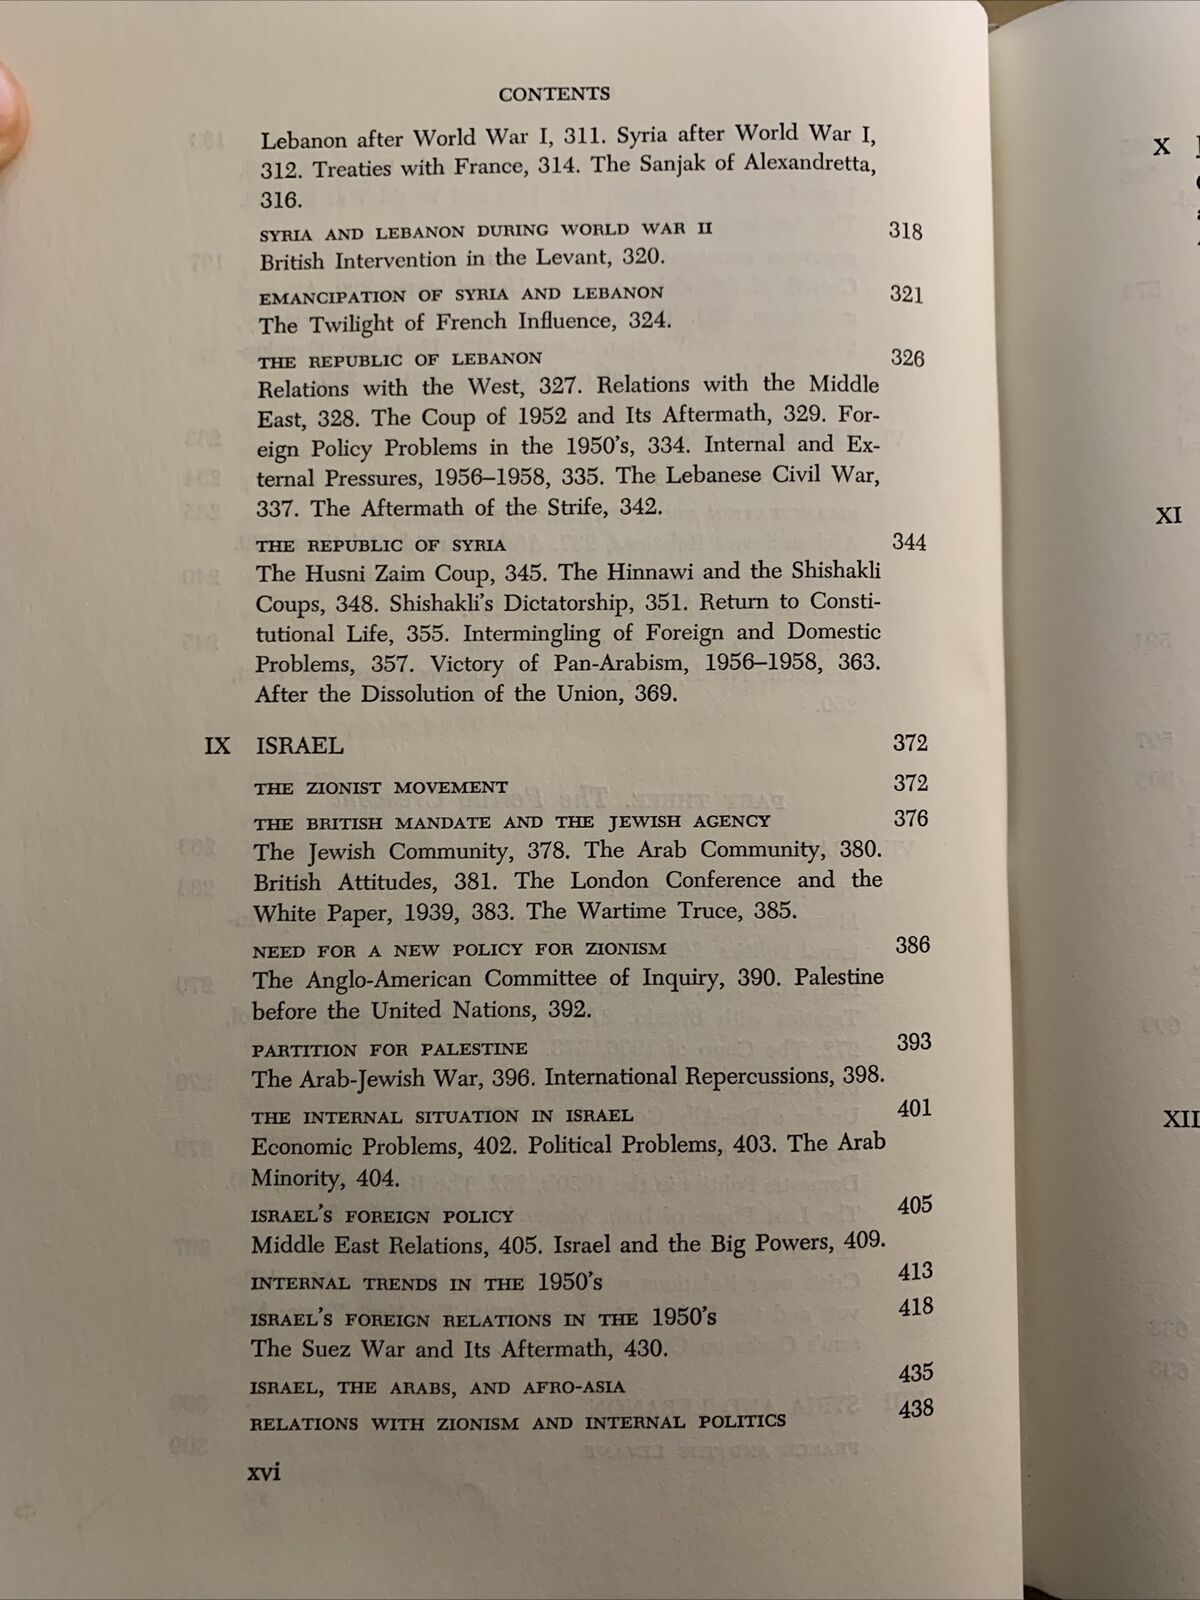 CONTENTS
Lebanon after World War I, 311. Syria after World War I,
312. Treaties with France, 314. The Sanjak of Alexandretta,
316.
SYRIA AND LEBANON DURING WORLD WAR II 318
British Intervention in the Levant, 320.
EMANCIPATION OF SYRIA AND LEBANON 321
The Twilight of French Influence, 324.
THE REPUBLIC OF LEBANON 326
Relations with the West, 327. Relations with the Middle
East, 328. The Coup of 1952 and Its Aftermath, 329. For-
eign Policy Problems in the 1950's, 334. Internal and Ex-
ternal Pressures, 1956–1958, 335. The Lebanese Civil War,
337. The Aftermath of the Strife, 342.
THE REPUBLIC OF SYRIA 344
The Husni Zaim Coup, 345. The Hinnawi and the Shishakli
Coups, 348. Shishakli's Dictatorship, 351. Return to Consti-
tutional Life, 355. Intermingling of Foreign and Domestic
Problems, 357. Victory of Pan-Arabism, 1956–1958, 363.
After the Dissolution of the Union, 369.
IX ISRAEL 372
THE ZIONIST MOVEMENT 372
THE BRITISH MANDATE AND THE JEWISH AGENCY 376
The Jewish Community, 378. The Arab Community, 380.
British Attitudes, 381. The London Conference and the
White Paper, 1939, 383. The Wartime Truce, 385.
NEED FOR A NEW POLICY FOR ZIONISM 386
The Anglo-American Committee of Inquiry, 390. Palestine
before the United Nations, 392.
PARTITION FOR PALESTINE 393
The Arab-Jewish War, 396. International Repercussions, 398.
THE INTERNAL SITUATION IN ISRAEL 401
Economic Problems, 402. Political Problems, 403. The Arab
Minority, 404.
ISRAEL'S FOREIGN POLICY 405
Middle East Relations, 405. Israel and the Big Powers, 409.
INTERNAL TRENDS IN THE 1950'S 413
ISRAEL'S FOREIGN RELATIONS IN THE 1950'S 418
The Suez War and Its Aftermath, 430.
ISRAEL, THE ARABS, AND AFRO-ASIA 435
RELATIONS WITH ZIONISM AND INTERNAL POLITICS 438
xvi
X
XI
XII